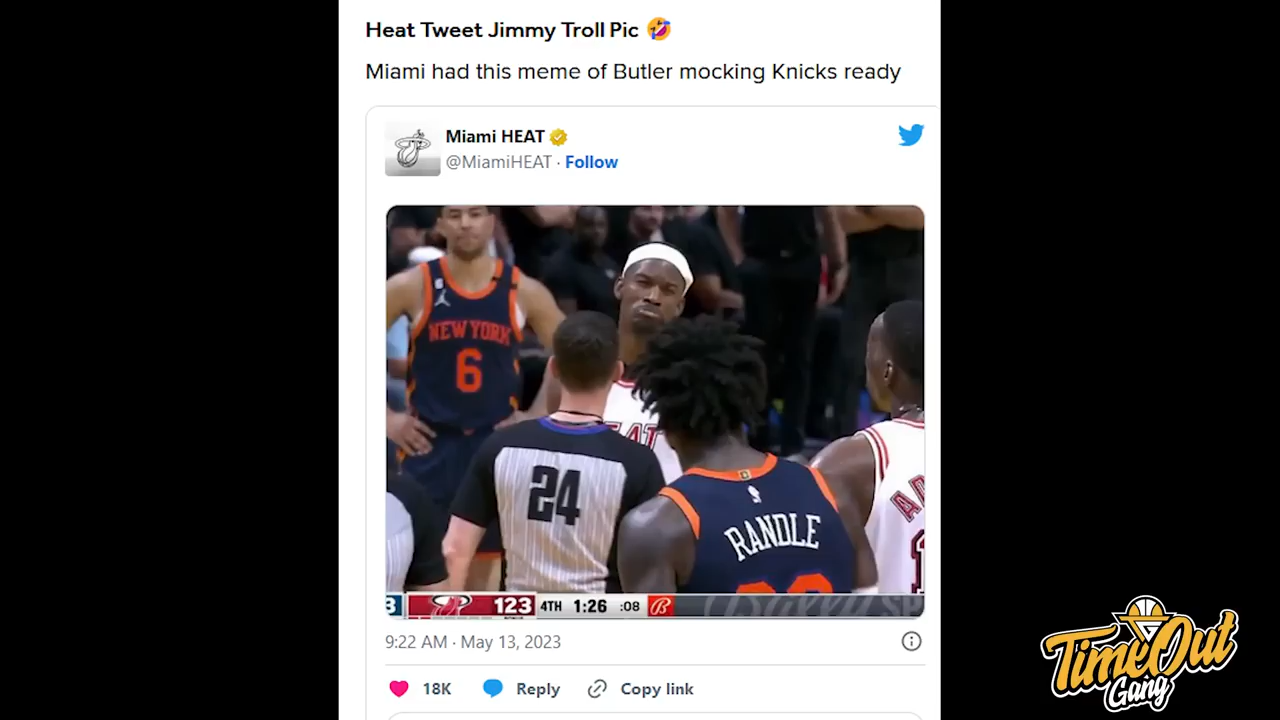 Heat Tweet Jimmy Troll Pic 🤣
Miami had this meme of Butler mocking Knicks ready
Miami HEAT
@MiamiHEAT · Follow
NEW YORK
6
EAT
24
RANDLE
123 4TH 1:26 :08 B
9:22 AM · May 13, 2023
18K Reply Copy link
TimeOut
Gang